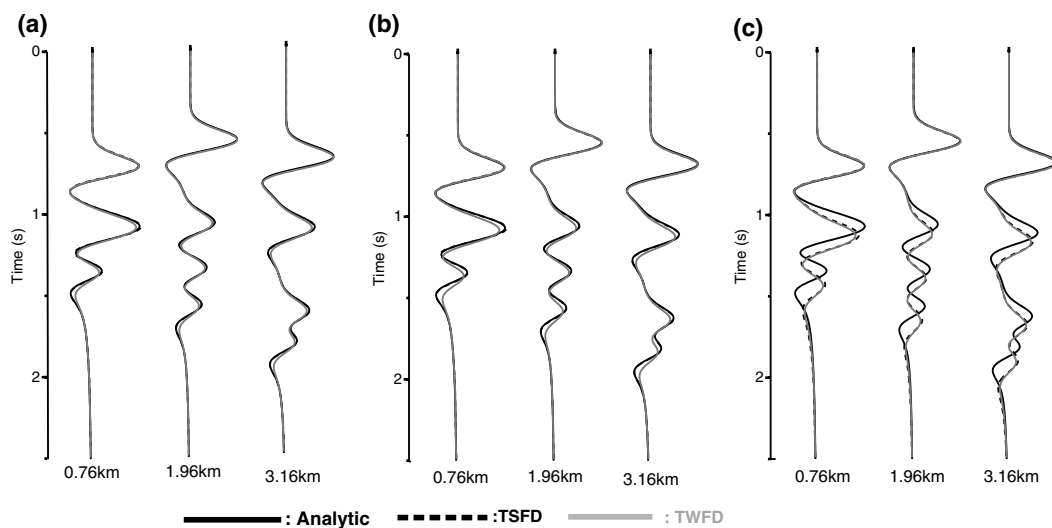 (a)
0
1
2
Time (s)
0.76km
1.96km
3.16km
(b)
0
1
2
Time (s)
0.76km
1.96km
3.16km
(c)
0
1
2
Time (s)
0.76km
1.96km
3.16km
: Analytic
:TSFD
: TWFD